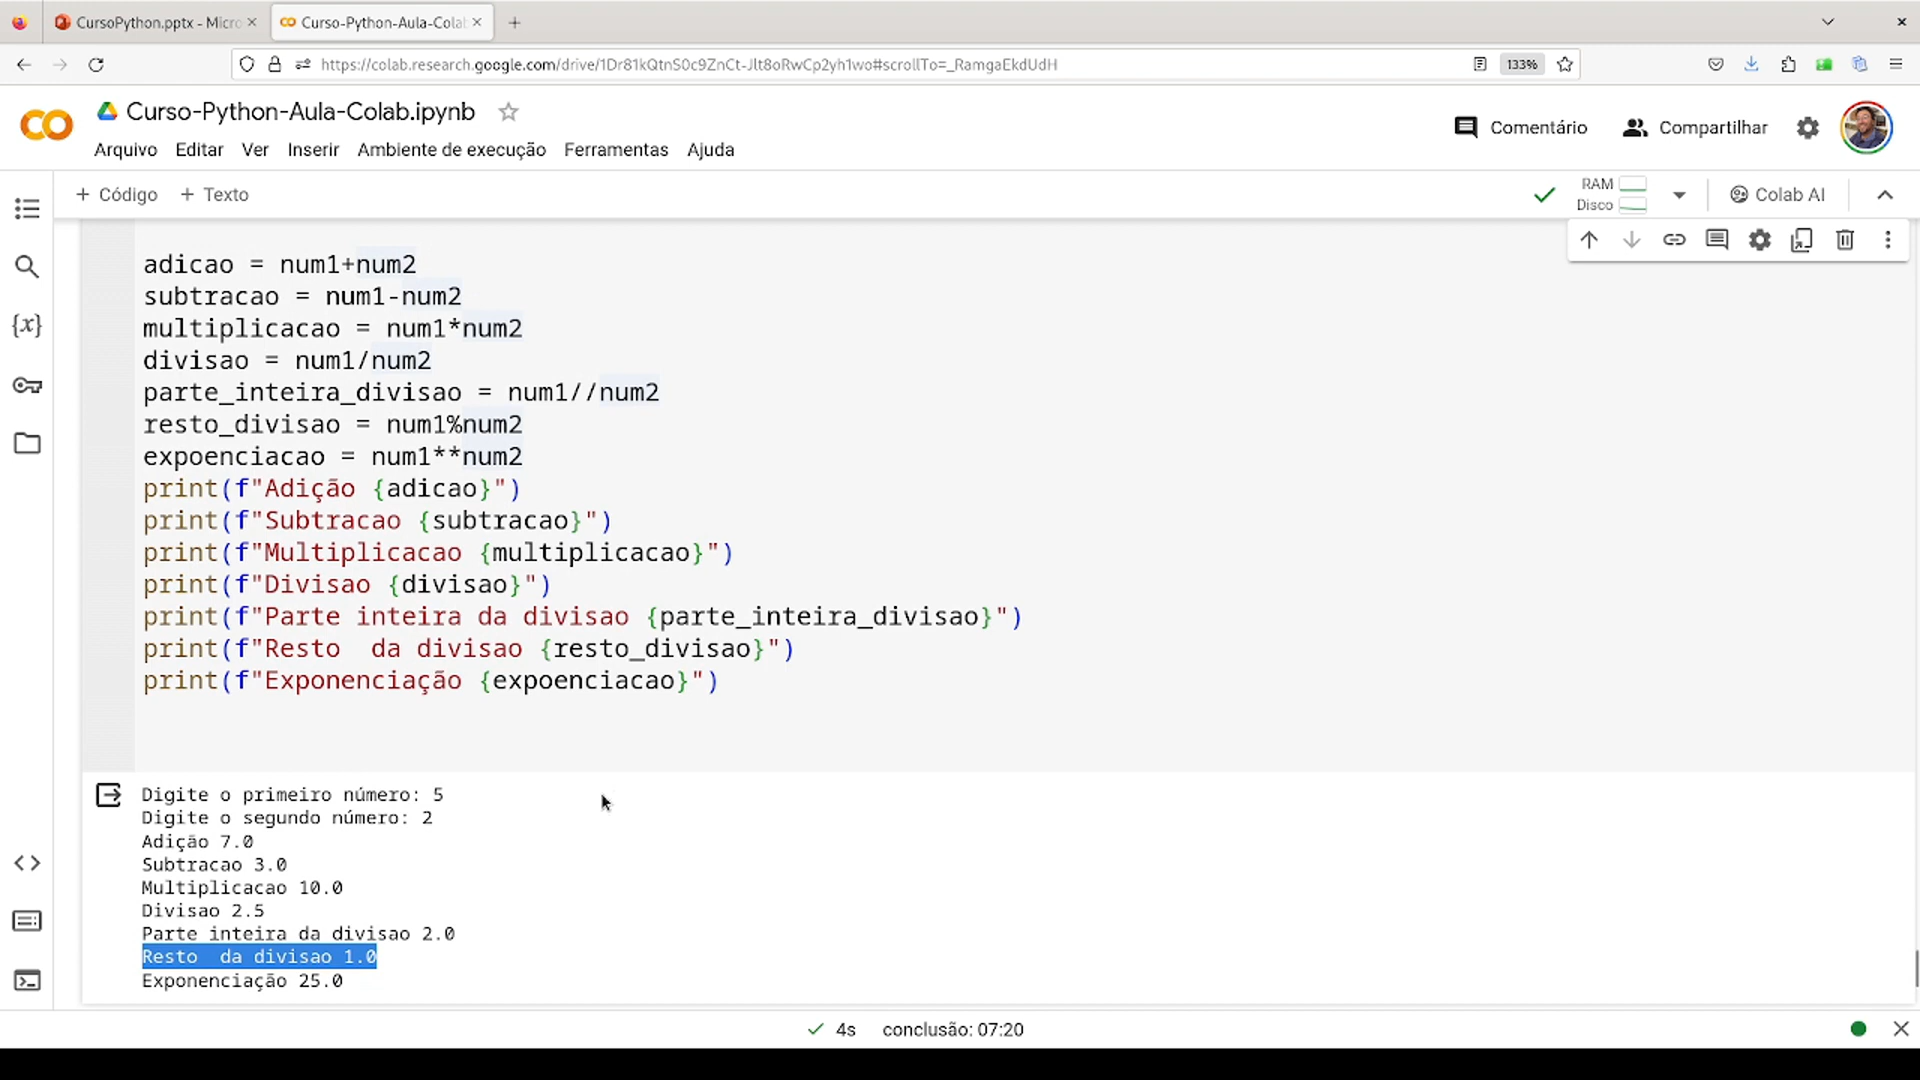 CursoPython.pptx - Micro
Curso-Python-Aula-Cola
https://colab.research.google.com/drive/1Dr81kQtnS0c9ZnCt-Jlt8oRwCp2yh1wo#scrollTo=_RamgaEkdUdH
133%
Curso-Python-Aula-Colab.ipynb
Comentário
Compartilhar
Arquivo Editar Ver Inserir Ambiente de execução Ferramentas Ajuda
+ Código + Texto
RAM
Disco
Colab AI
adicao = num1+num2
subtracao = num1-num2
multiplicacao = num1*num2
divisao = num1/num2
parte_inteira_divisao = num1//num2
resto_divisao = num1%num2
expoenciacao = num1**num2
print(f"Adição {adicao}")
print(f"Subtracao {subtracao}")
print(f"Multiplicacao {multiplicacao}")
print(f"Divisao {divisao}")
print(f"Parte inteira da divisao {parte_inteira_divisao}")
print(f"Resto  da divisao {resto_divisao}")
print(f"Exponenciação {expoenciacao}")
Digite o primeiro número: 5
Digite o segundo número: 2
Adição 7.0
Subtracao 3.0
Multiplicacao 10.0
Divisao 2.5
Parte inteira da divisao 2.0
Resto  da divisao 1.0
Exponenciação 25.0
4s conclusão: 07:20